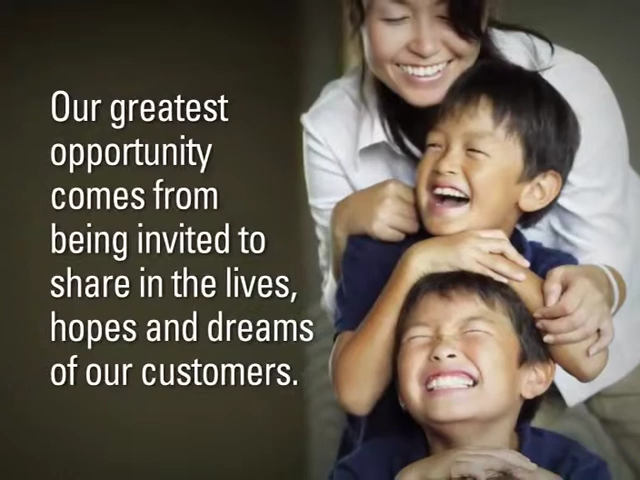 Our greatest
opportunity
comes from
being invited to
share in the lives,
hopes and dreams
of our customers.